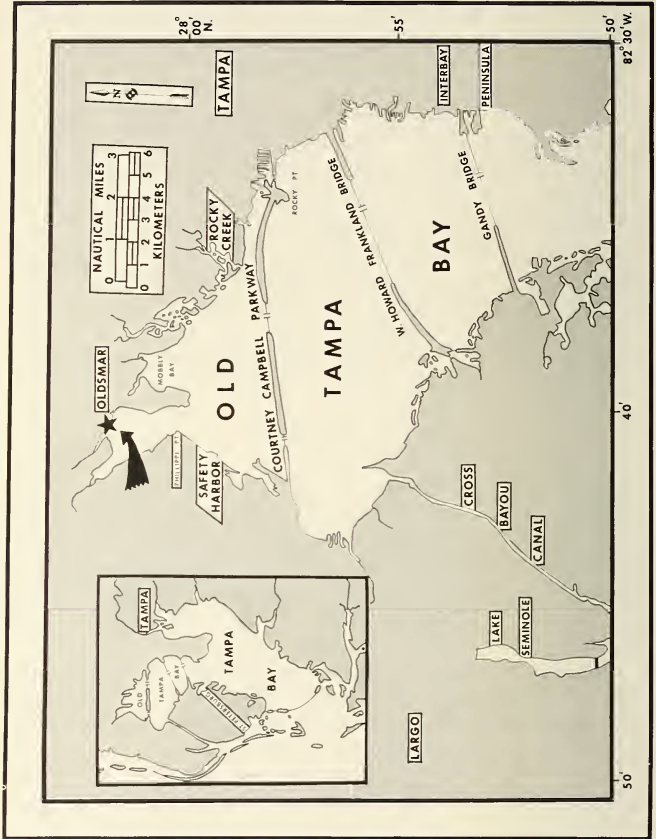 28°
00'
N.
55'
50'
82° 30' W.
40'
50'
N
TAMPA
NAUTICAL MILES
0 1 2 3
0 1 2 3 4 5 6
KILOMETERS
INTERBAY
PENINSULA
ROCKY
CREEK
ROCKY PT
OLDSMAR
MOBBLY
BAY
PHILLIPPI PT
SAFETY
HARBOR
OLD
TAMPA
BAY
COURTNEY CAMPBELL PARKWAY
W. HOWARD FRANKLAND BRIDGE
GANDY BRIDGE
CROSS
BAYOU
CANAL
LAKE
SEMINOLE
LARGO
TAMPA
OLD
TAMPA
BAY
TAMPA
BAY